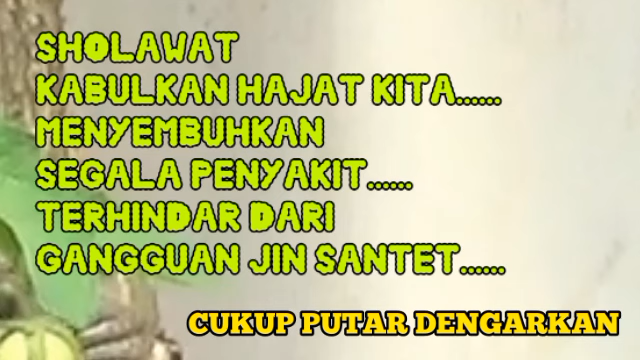 SHOLAWAT
KABULKAN HAJAT KITA......
MENYEMBUHKAN
SEGALA PENYAKIT......
TERHINDAR DARI
GANGGUAN JIN SANTET......
CUKUP PUTAR DENGARKAN